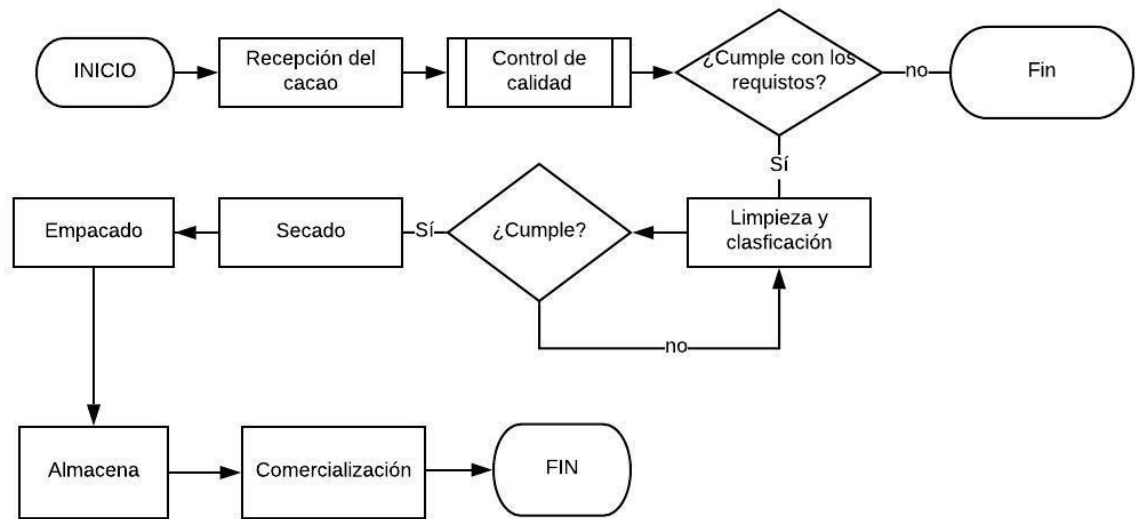 INICIO
Recepción del
cacao
Control de
calidad
¿Cumple con los
requistos?
no
Fin
Sí
Limpieza y
clasficación
¿Cumple?
no
Sí
Secado
Empacado
Almacena
Comercialización
FIN